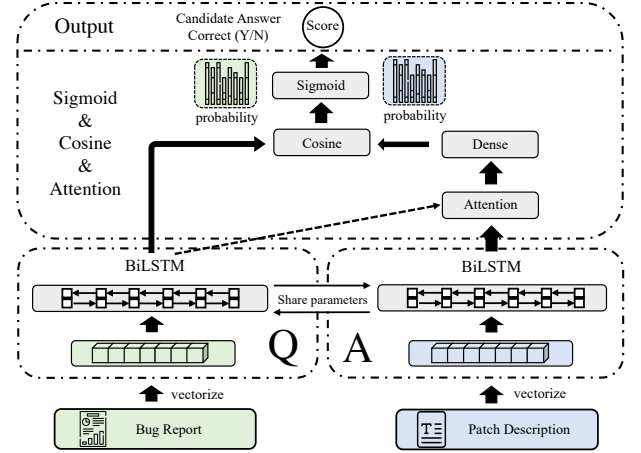 Output
Candidate Answer
Correct (Y/N)
Score
Sigmoid
&
Cosine
&
Attention
probability
Sigmoid
probability
Cosine
Dense
Attention
BiLSTM
BiLSTM
Share parameters
Q
A
vectorize
vectorize
Bug Report
T
Patch Description